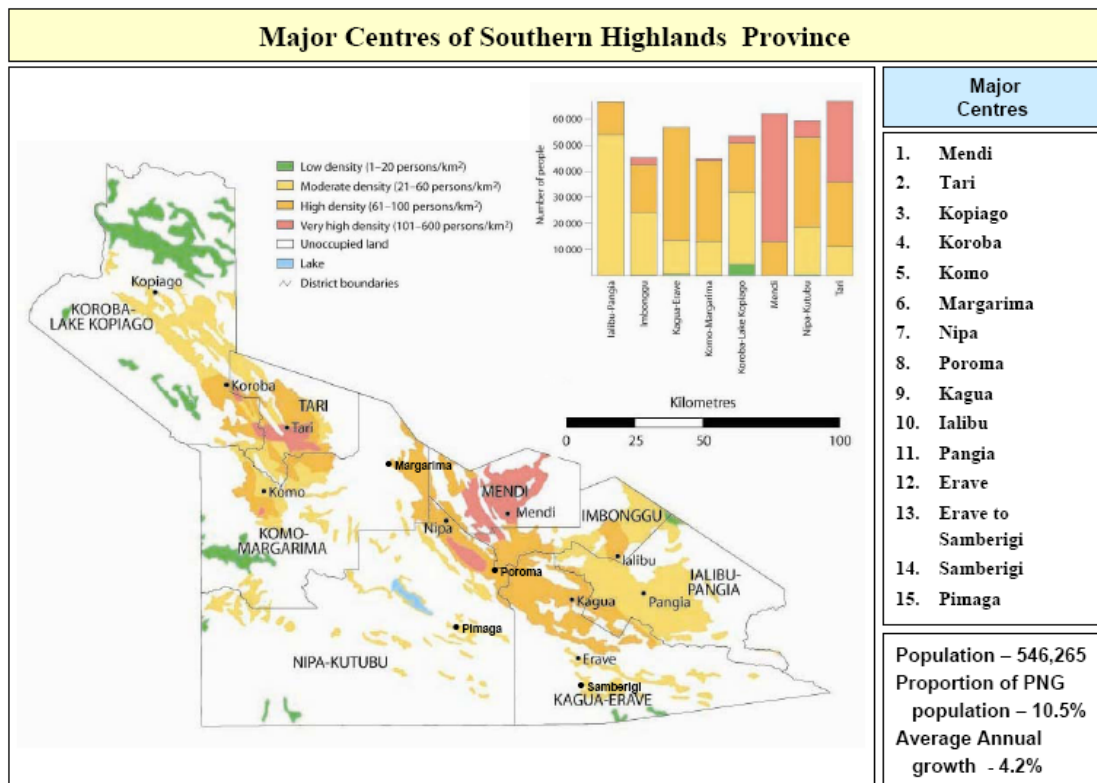 Major Centres of Southern Highlands Province
Low density (1–20 persons/km²)
Moderate density (21–60 persons/km²)
High density (61–100 persons/km²)
Very high density (101–600 persons/km²)
Unoccupied land
Lake
District boundaries
Number of people
60 000
50 000
40 000
30 000
20 000
10 000
Ialibu-Pangia
Imbonggu
Kagua-Erave
Komo-Margarima
Koroba-Lake Kopiago
Mendi
Nipa-Kutubu
Tari
Kilometres
0 25 50 100
Kopiago
KOROBA-
LAKE KOPIAGO
Koroba
TARI
Tari
Margarima
Komo
KOMO-
MARGARIMA
MENDI
Mendi
Nipa
IMBONGGU
Ialibu
Poroma
IALIBU-
PANGIA
Kagua
Pangia
Pimaga
NIPA-KUTUBU
Erave
Samberigi
KAGUA-ERAVE
Major
Centres
1. Mendi
2. Tari
3. Kopiago
4. Koroba
5. Komo
6. Margarima
7. Nipa
8. Poroma
9. Kagua
10. Ialibu
11. Pangia
12. Erave
13. Erave to
Samberigi
14. Samberigi
15. Pimaga
Population – 546,265
Proportion of PNG
population – 10.5%
Average Annual
growth - 4.2%